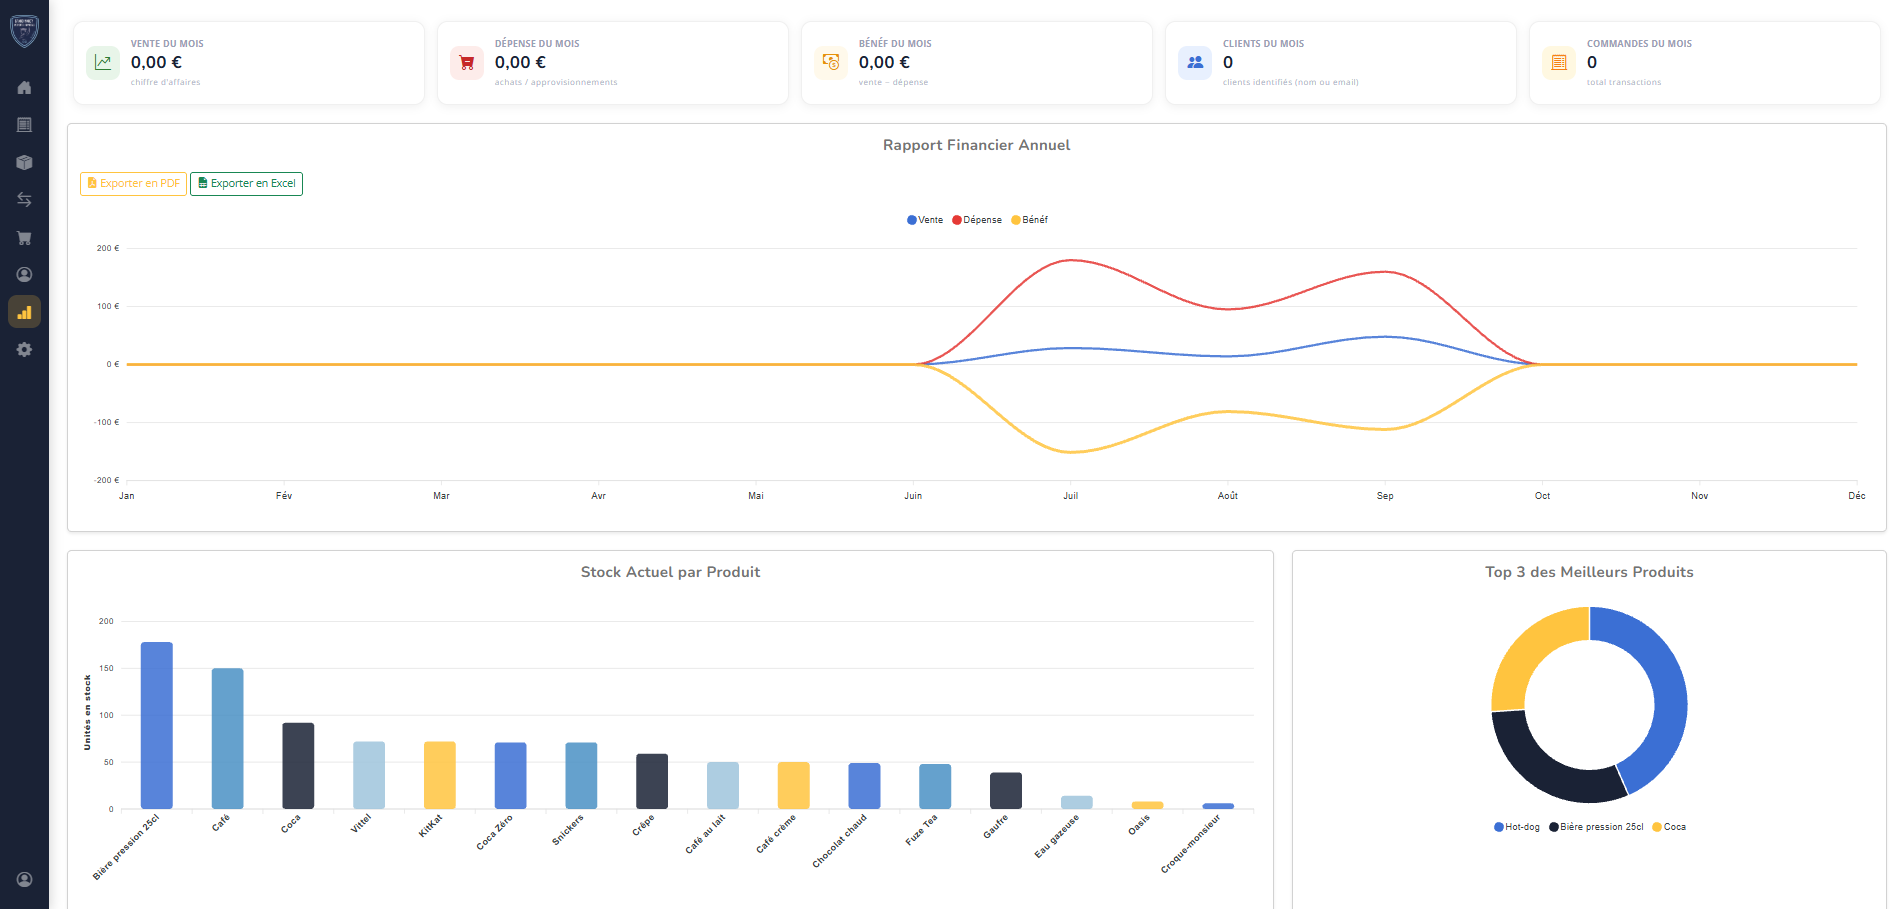 VENTE DU MOIS
0,00 €
chiffre d'affaires
DÉPENSE DU MOIS
0,00 €
achats / approvisionnements
BÉNÉF DU MOIS
0,00 €
vente – dépense
CLIENTS DU MOIS
0
clients identifiés (nom ou email)
COMMANDES DU MOIS
0
total transactions
Rapport Financier Annuel
Exporter en PDF
Exporter en Excel
Vente
Dépense
Bénéf
200 €
100 €
0 €
-100 €
-200 €
Jan
Fév
Mar
Avr
Mai
Juin
Juil
Août
Sep
Oct
Nov
Déc
Stock Actuel par Produit
Unités en stock
200
150
100
50
0
Bière pression 25cl
Café
Coca
Vittel
KitKat
Coca Zéro
Snickers
Crêpe
Café au lait
Café crème
Chocolat chaud
Fuze Tea
Gaufre
Eau gazeuse
Oasis
Croque-monsieur
Top 3 des Meilleurs Produits
Hot-dog
Bière pression 25cl
Coca